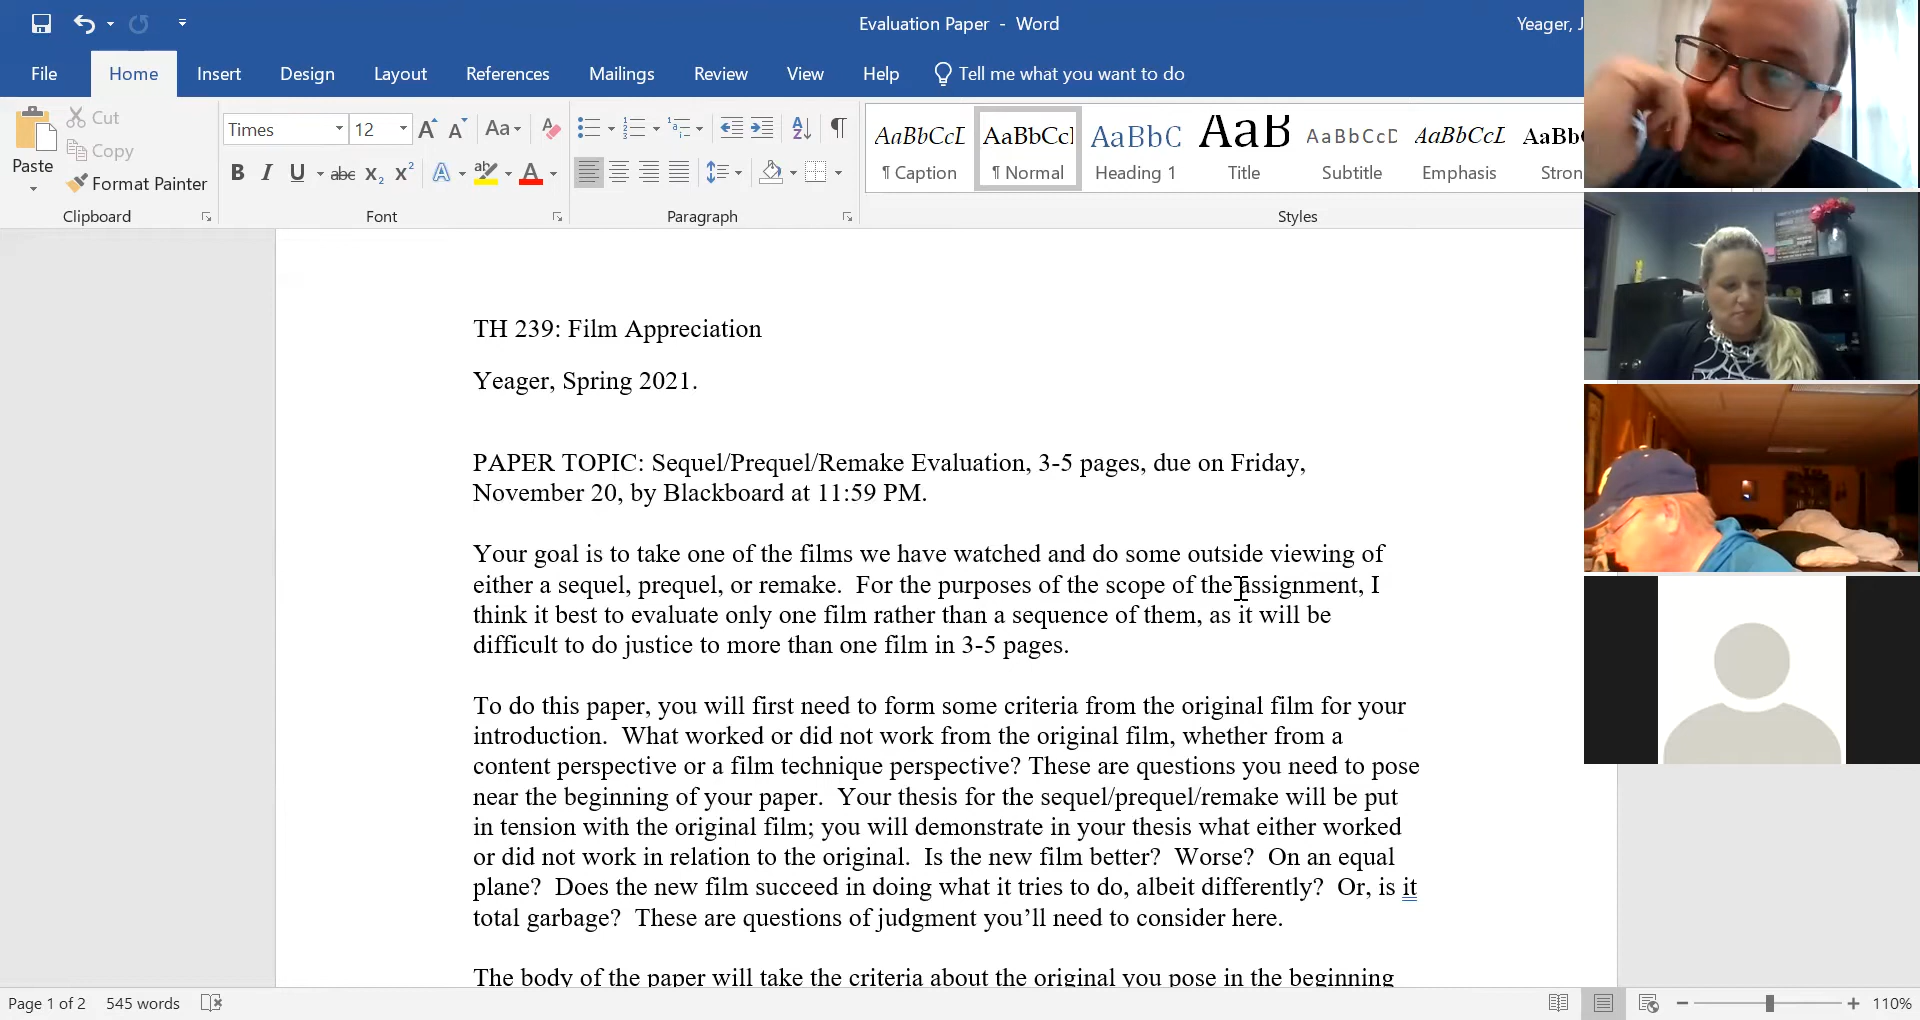 Evaluation Paper - Word
Yeager, J
File Home Insert Design Layout References Mailings Review View Help Tell me what you want to do
Paste
Cut
Copy
Format Painter
Clipboard
Times 12
Font
Paragraph
AaBbCcL AaBbCcl AaBbC AaB AaBbCcD AaBbCcL AaBb
¶ Caption ¶ Normal Heading 1 Title Subtitle Emphasis Stron
Styles
TH 239: Film Appreciation
Yeager, Spring 2021.
PAPER TOPIC: Sequel/Prequel/Remake Evaluation, 3-5 pages, due on Friday,
November 20, by Blackboard at 11:59 PM.
Your goal is to take one of the films we have watched and do some outside viewing of
either a sequel, prequel, or remake.  For the purposes of the scope of the assignment, I
think it best to evaluate only one film rather than a sequence of them, as it will be
difficult to do justice to more than one film in 3-5 pages.
To do this paper, you will first need to form some criteria from the original film for your
introduction.  What worked or did not work from the original film, whether from a
content perspective or a film technique perspective? These are questions you need to pose
near the beginning of your paper.  Your thesis for the sequel/prequel/remake will be put
in tension with the original film; you will demonstrate in your thesis what either worked
or did not work in relation to the original.  Is the new film better?  Worse?  On an equal
plane?  Does the new film succeed in doing what it tries to do, albeit differently?  Or, is it
total garbage?  These are questions of judgment you’ll need to consider here.
The body of the paper will take the criteria about the original you pose in the beginning
Page 1 of 2 545 words
110%